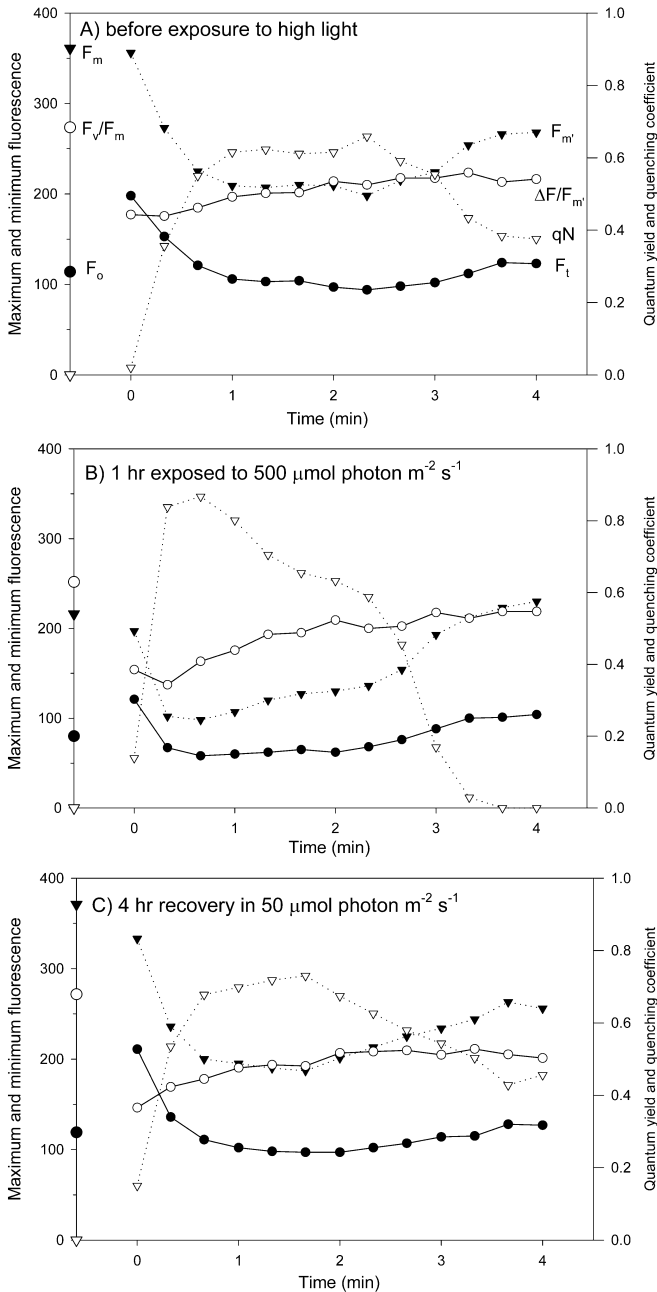 A) before exposure to high light
400
300
200
100
0
Maximum and minimum fluorescence
1.0
0.8
0.6
0.4
0.2
0.0
Quantum yield and quenching coefficient
Fm
Fv/Fm
Fo
Fm'
ΔF/Fm'
qN
Ft
0 1 2 3 4
Time (min)
B) 1 hr exposed to 500 μmol photon m-2 s-1
400
300
200
100
0
Maximum and minimum fluorescence
1.0
0.8
0.6
0.4
0.2
0.0
Quantum yield and quenching coefficient
0 1 2 3 4
Time (min)
C) 4 hr recovery in 50 μmol photon m-2 s-1
400
300
200
100
0
Maximum and minimum fluorescence
1.0
0.8
0.6
0.4
0.2
0.0
Quantum yield and quenching coefficient
0 1 2 3 4
Time (min)